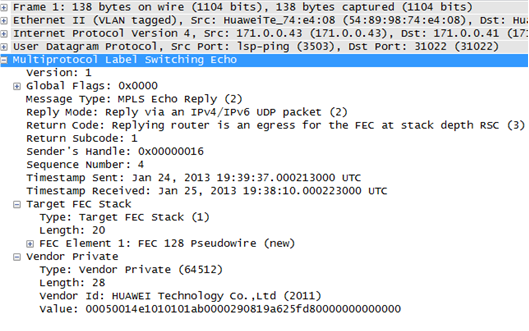 Frame 1: 138 bytes on wire (1104 bits), 138 bytes captured (1104 bits)
Ethernet II (VLAN tagged), Src: HuaweiTe_74:e4:08 (54:89:98:74:e4:08), Dst: Hua
Internet Protocol Version 4, Src: 171.0.0.43 (171.0.0.43), Dst: 171.0.0.41 (17
User Datagram Protocol, Src Port: lsp-ping (3503), Dst Port: 31022 (31022)
Multiprotocol Label Switching Echo
Version: 1
Global Flags: 0x0000
Message Type: MPLS Echo Reply (2)
Reply Mode: Reply via an IPv4/IPv6 UDP packet (2)
Return Code: Replying router is an egress for the FEC at stack depth RSC (3)
Return Subcode: 1
Sender's Handle: 0x00000016
Sequence Number: 4
Timestamp Sent: Jan 24, 2013 19:39:37.000213000 UTC
Timestamp Received: Jan 25, 2013 19:38:10.000223000 UTC
Target FEC Stack
Type: Target FEC Stack (1)
Length: 20
FEC Element 1: FEC 128 Pseudowire (new)
Vendor Private
Type: Vendor Private (64512)
Length: 28
Vendor Id: HUAWEI Technology Co.,Ltd (2011)
Value: 00050014e1010101ab0000290819a625fd80000000000000